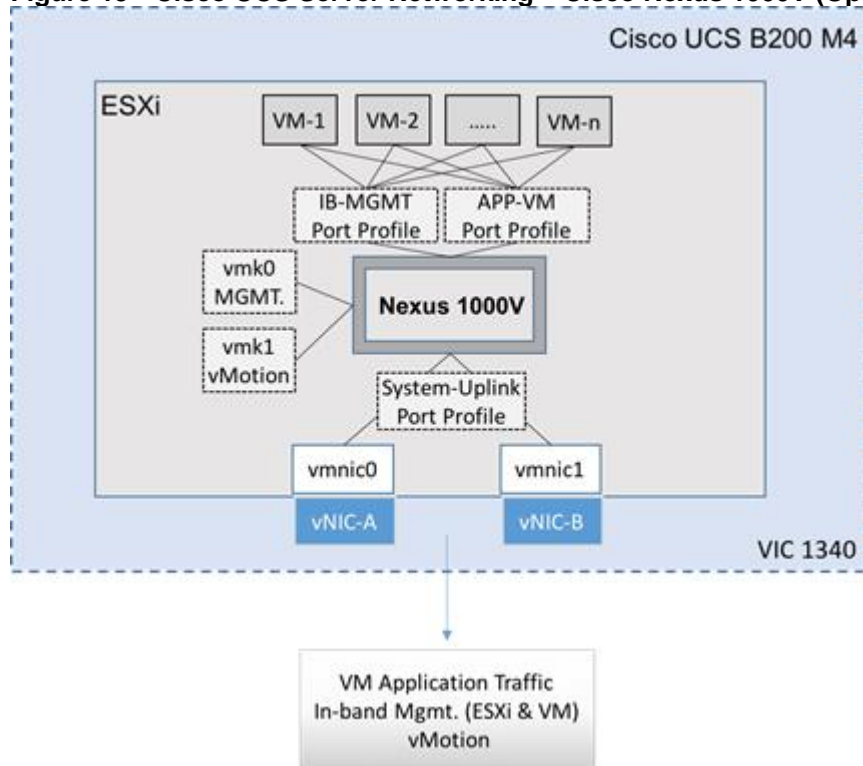 Cisco UCS B200 M4
ESXi
VM-1
VM-2
.....
VM-n
IB-MGMT
Port Profile
APP-VM
Port Profile
vmk0
MGMT.
Nexus 1000V
vmk1
vMotion
System-Uplink
Port Profile
vmnic0
vmnic1
vNIC-A
vNIC-B
VIC 1340
VM Application Traffic
In-band Mgmt. (ESXi & VM)
vMotion